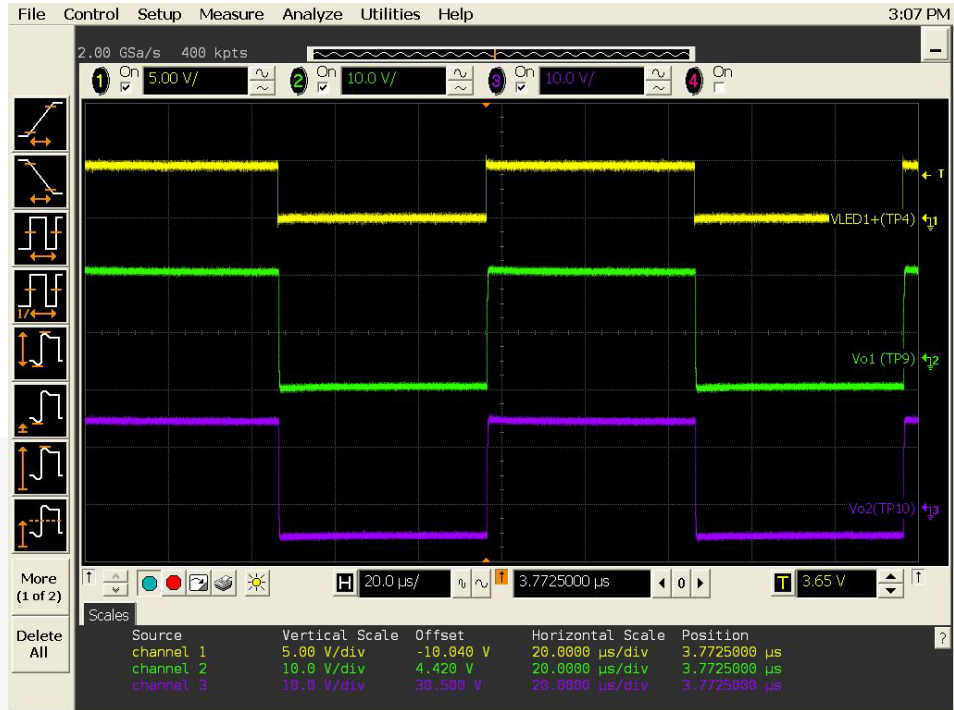 File Control Setup Measure Analyze Utilities Help 3:07 PM
2.00 GSa/s 400 kpts
1 On 5.00 V/ 2 On 10.0 V/ 3 On 10.0 V/ 4 On
T
VLED1+(TP4) 1
Vo1 (TP9) 2
Vo2(TP10) 3
1/
More
(1 of 2)
Delete
All
H 20.0 µs/ 3.7725000 µs 0 T 3.65 V
Scales
Source Vertical Scale Offset Horizontal Scale Position
channel 1 5.00 V/div -10.040 V 20.0000 µs/div 3.7725000 µs
channel 2 10.0 V/div 4.420 V 20.0000 µs/div 3.7725000 µs
channel 3 10.0 V/div 30.500 V 20.0000 µs/div 3.7725000 µs
?